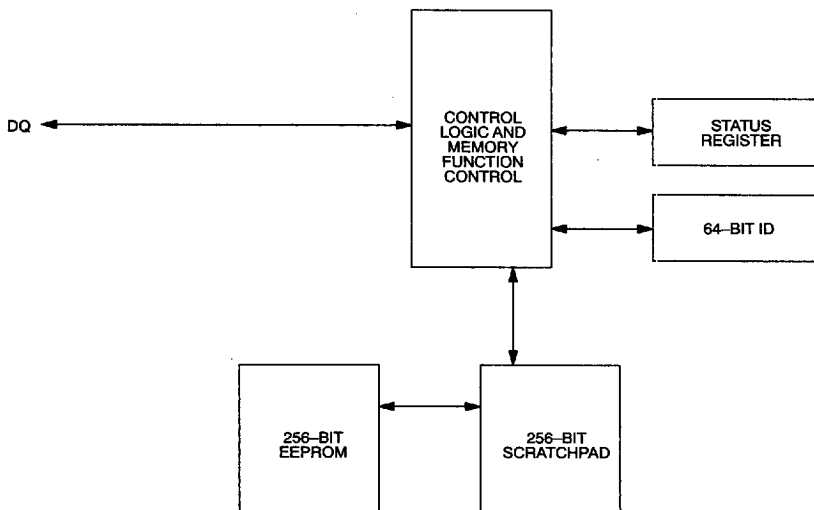 DQ
CONTROL
LOGIC AND
MEMORY
FUNCTION
CONTROL
STATUS
REGISTER
64–BIT ID
256–BIT
EEPROM
256–BIT
SCRATCHPAD